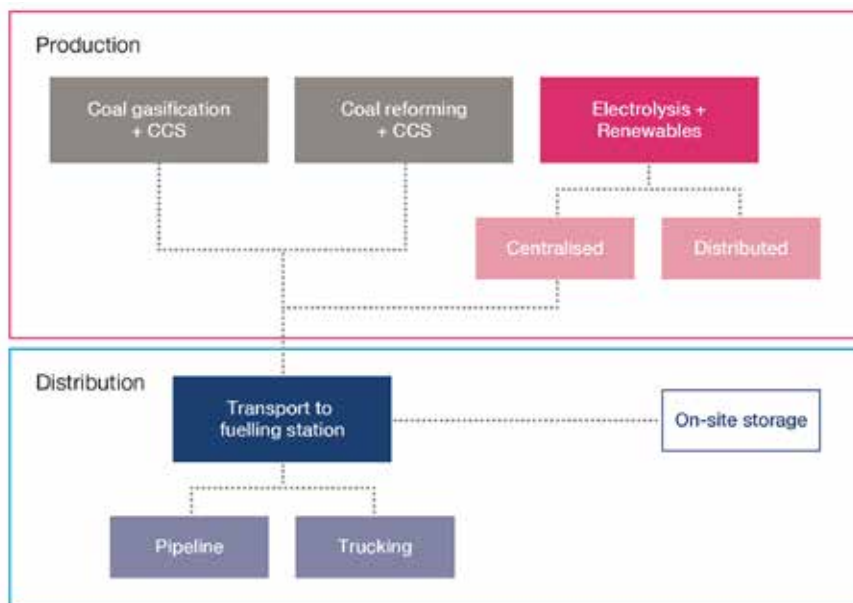 Production
Coal gasification
+ CCS
Coal reforming
+ CCS
Electrolysis +
Renewables
Centralised
Distributed
Distribution
Transport to
fuelling station
On-site storage
Pipeline
Trucking